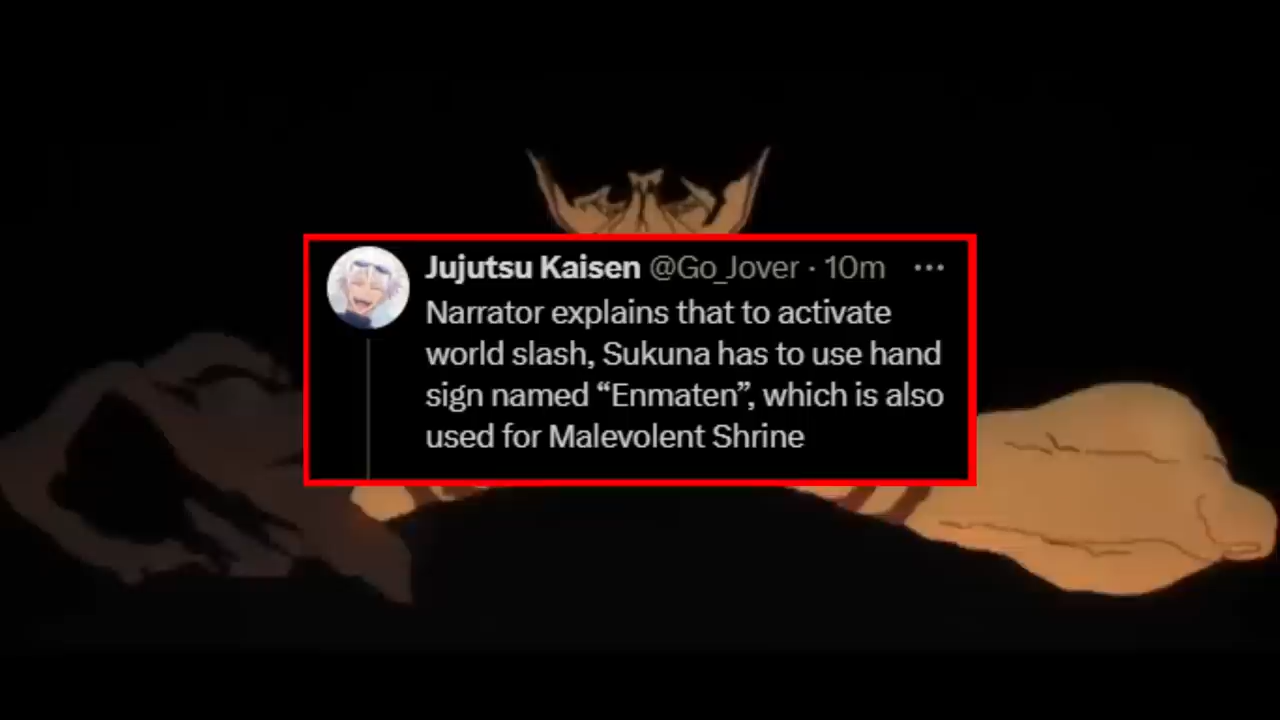 Jujutsu Kaisen @Go_Jover · 10m ...
Narrator explains that to activate
world slash, Sukuna has to use hand
sign named “Enmaten”, which is also
used for Malevolent Shrine